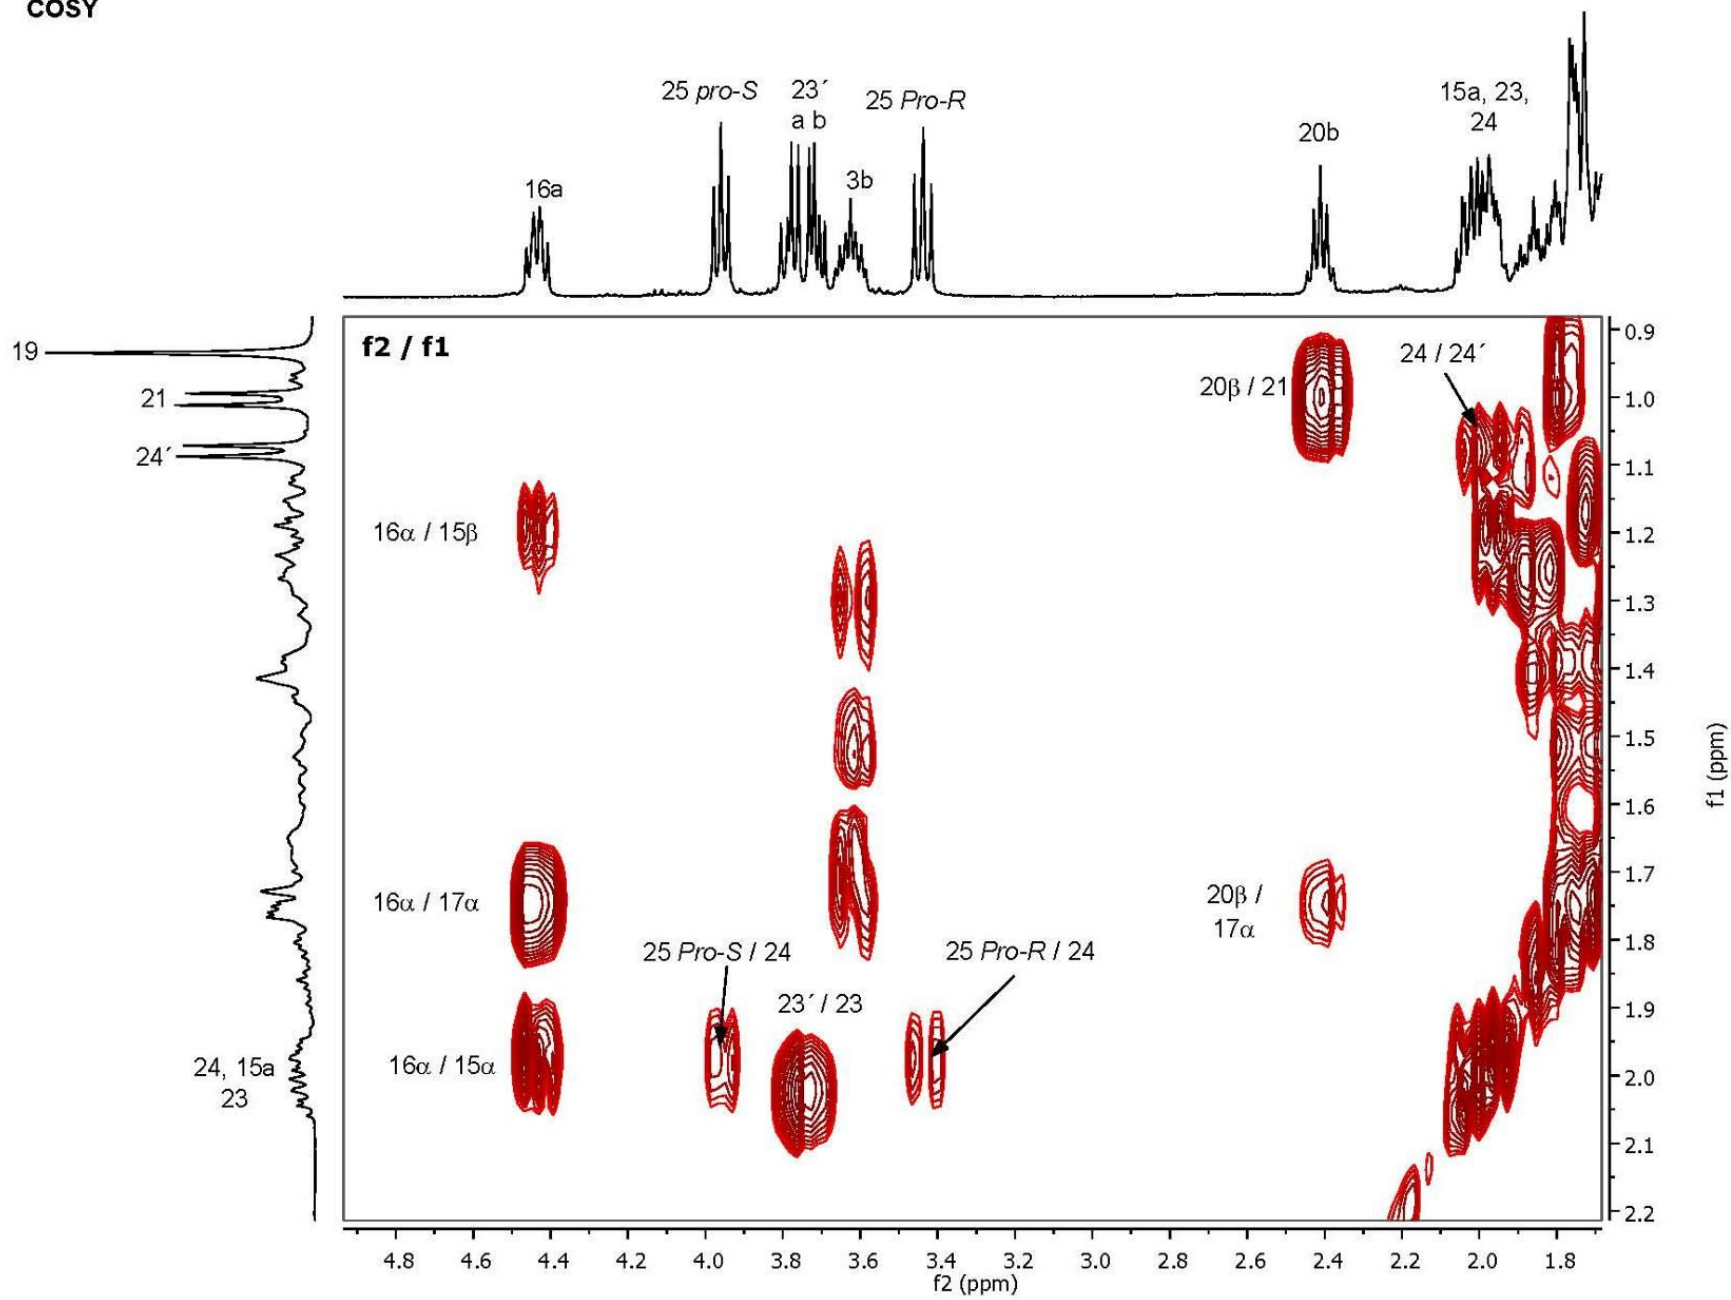 COSY
25 pro-S
23´
a b
25 Pro-R
15a, 23,
24
20b
3b
16a
19
21
24´
24, 15a
23
f2 / f1
24 / 24´
20β / 21
16α / 15β
16α / 17α
20β /
17α
25 Pro-S / 24
25 Pro-R / 24
23´ / 23
16α / 15α
0.9
1.0
1.1
1.2
1.3
1.4
1.5
1.6
1.7
1.8
1.9
2.0
2.1
2.2
f1 (ppm)
4.8 4.6 4.4 4.2 4.0 3.8 3.6 3.4 3.2 3.0 2.8 2.6 2.4 2.2 2.0 1.8
f2 (ppm)